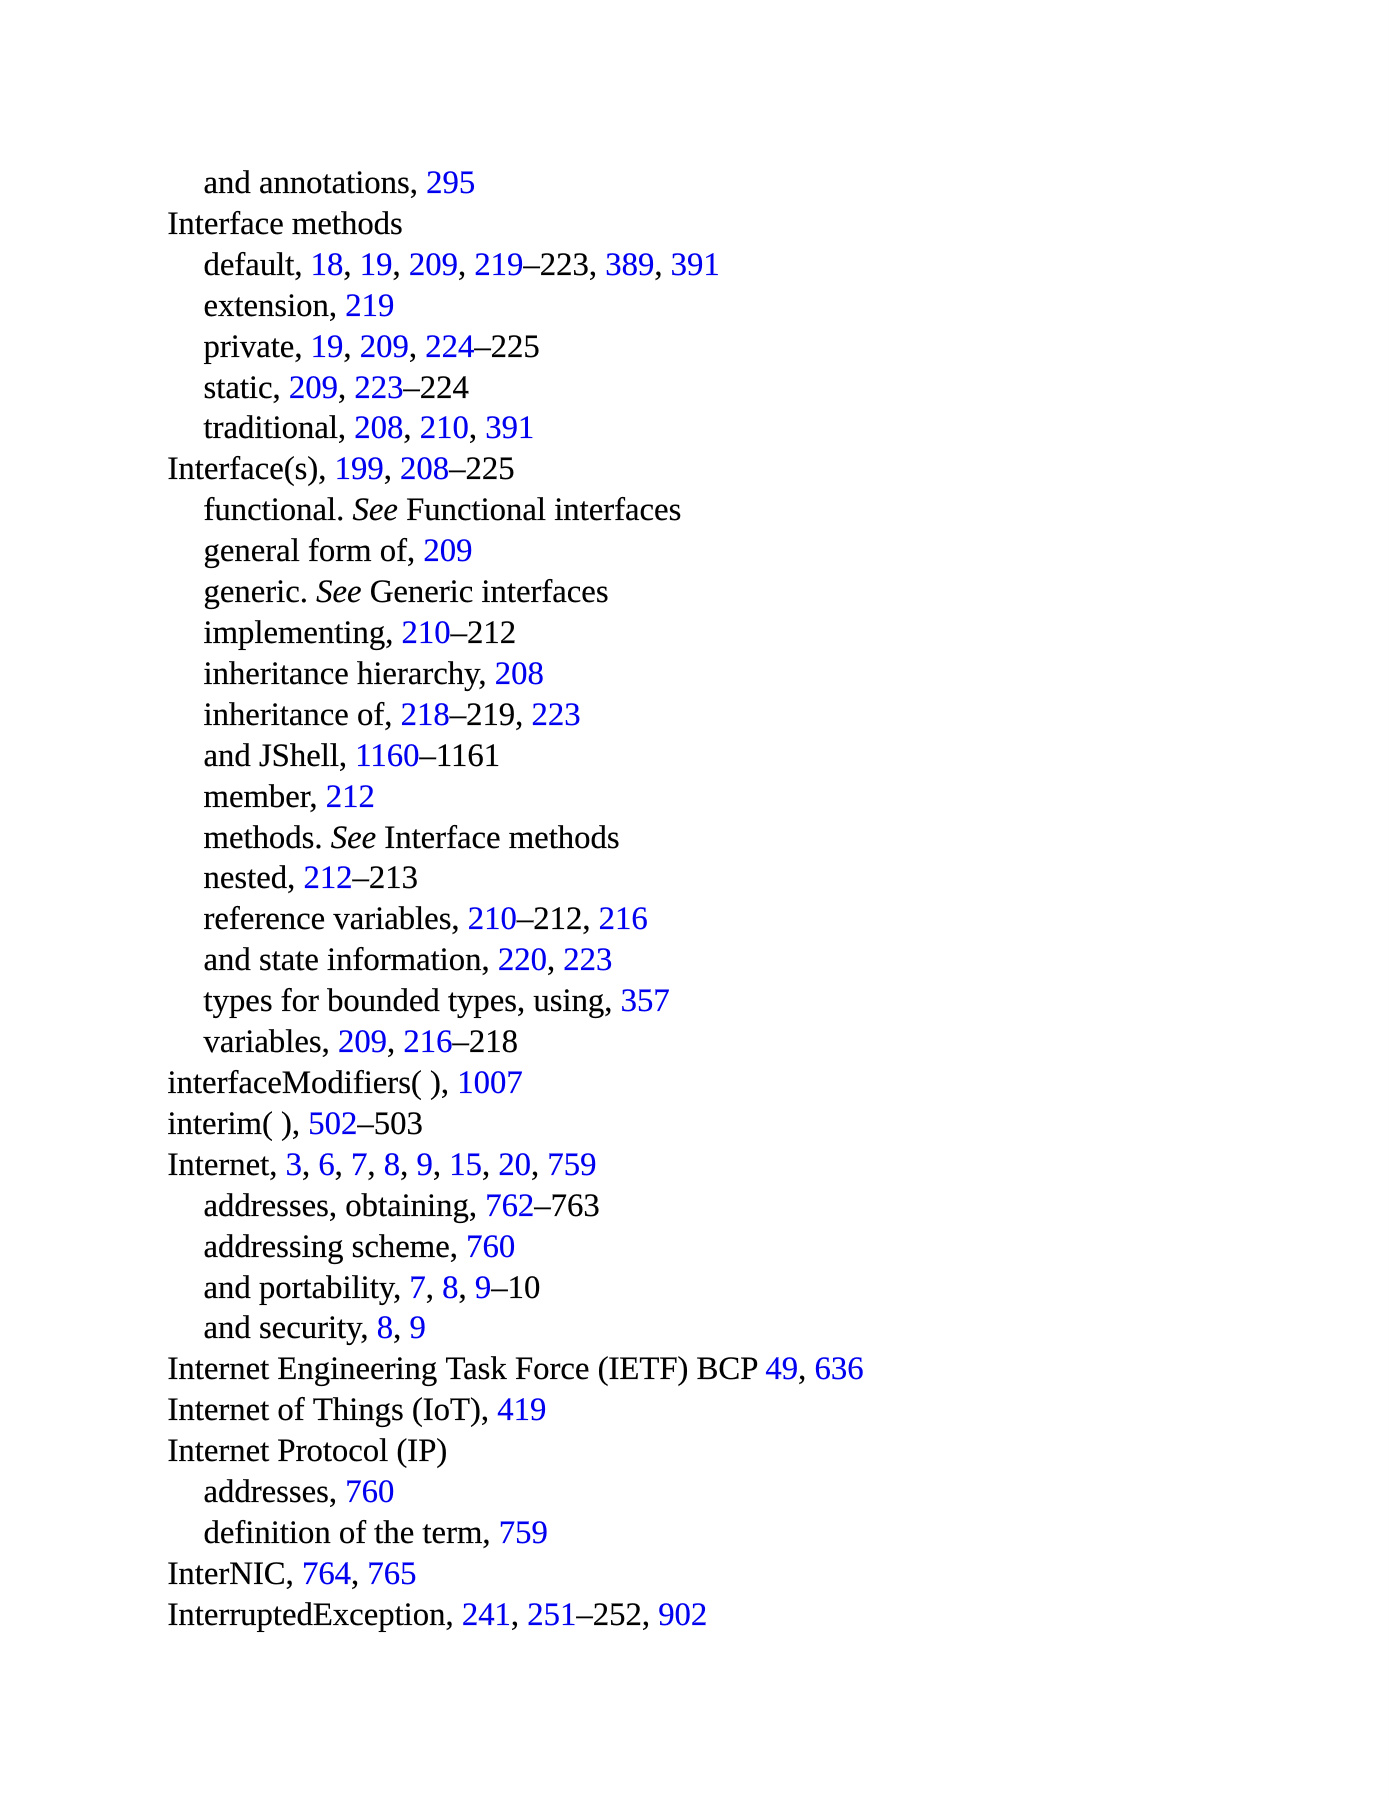 and annotations, 295
Interface methods
default, 18, 19, 209, 219–223, 389, 391
extension, 219
private, 19, 209, 224–225
static, 209, 223–224
traditional, 208, 210, 391
Interface(s), 199, 208–225
functional. See Functional interfaces
general form of, 209
generic. See Generic interfaces
implementing, 210–212
inheritance hierarchy, 208
inheritance of, 218–219, 223
and JShell, 1160–1161
member, 212
methods. See Interface methods
nested, 212–213
reference variables, 210–212, 216
and state information, 220, 223
types for bounded types, using, 357
variables, 209, 216–218
interfaceModifiers( ), 1007
interim( ), 502–503
Internet, 3, 6, 7, 8, 9, 15, 20, 759
addresses, obtaining, 762–763
addressing scheme, 760
and portability, 7, 8, 9–10
and security, 8, 9
Internet Engineering Task Force (IETF) BCP 49, 636
Internet of Things (IoT), 419
Internet Protocol (IP)
addresses, 760
definition of the term, 759
InterNIC, 764, 765
InterruptedException, 241, 251–252, 902